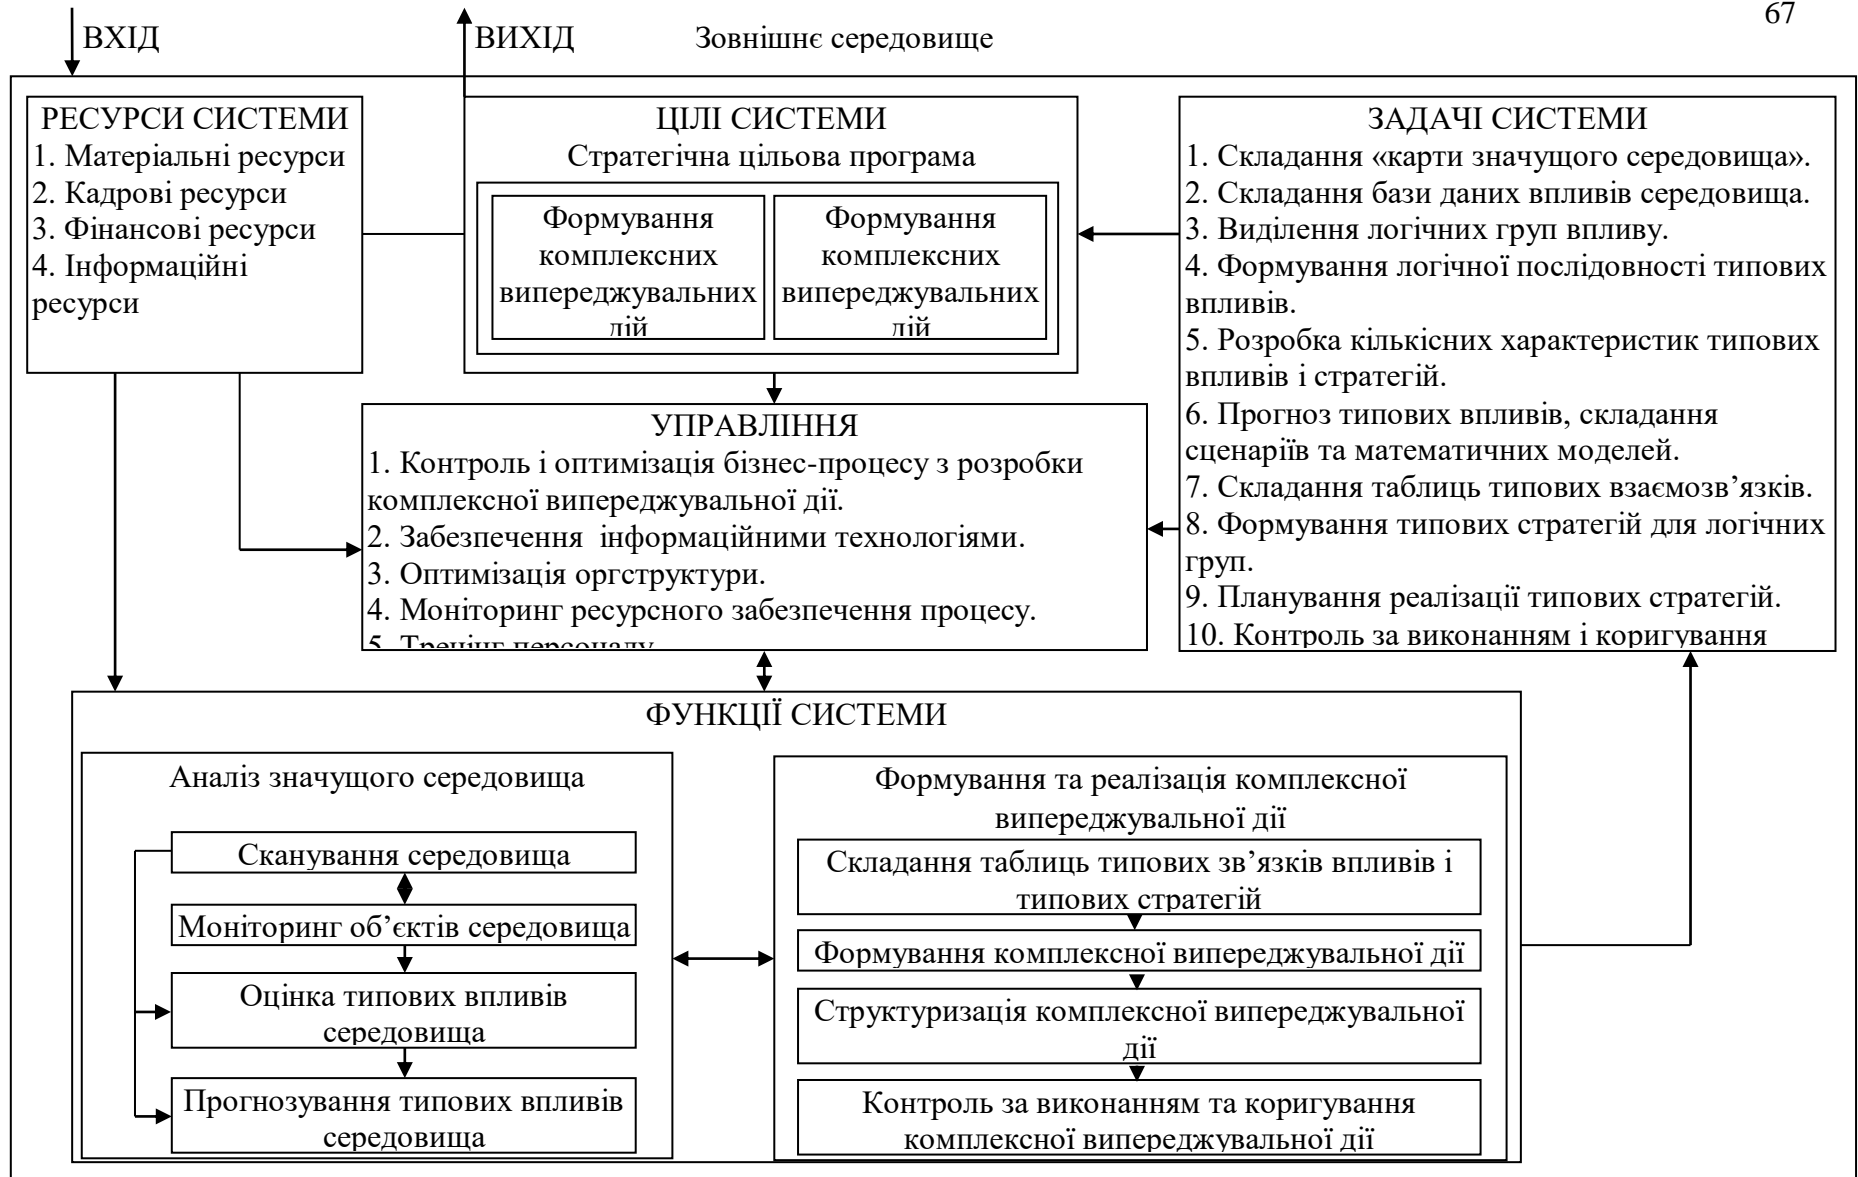 67
ВХІД
ВИХІД
Зовнішнє середовище
РЕСУРСИ СИСТЕМИ
1. Матеріальні ресурси
2. Кадрові ресурси
3. Фінансові ресурси
4. Інформаційні
ресурси
ЦІЛІ СИСТЕМИ
Стратегічна цільова програма
Формування
комплексних
випереджувальних
дій
Формування
комплексних
випереджувальних
дій
ЗАДАЧІ СИСТЕМИ
1. Складання «карти значущого середовища».
2. Складання бази даних впливів середовища.
3. Виділення логічних груп впливу.
4. Формування логічної послідовності типових
впливів.
5. Розробка кількісних характеристик типових
впливів і стратегій.
6. Прогноз типових впливів, складання
сценаріїв та математичних моделей.
7. Складання таблиць типових взаємозв’язків.
8. Формування типових стратегій для логічних
груп.
9. Планування реалізації типових стратегій.
10. Контроль за виконанням і коригування
УПРАВЛІННЯ
1. Контроль і оптимізація бізнес-процесу з розробки
комплексної випереджувальної дії.
2. Забезпечення  інформаційними технологіями.
3. Оптимізація оргструктури.
4. Моніторинг ресурсного забезпечення процесу.
5. Тренінг персоналу
ФУНКЦІЇ СИСТЕМИ
Аналіз значущого середовища
Сканування середовища
Моніторинг об’єктів середовища
Оцінка типових впливів
середовища
Прогнозування типових впливів
середовища
Формування та реалізація комплексної
випереджувальної дії
Складання таблиць типових зв’язків впливів і
типових стратегій
Формування комплексної випереджувальної дії
Структуризація комплексної випереджувальної
дії
Контроль за виконанням та коригування
комплексної випереджувальної дії